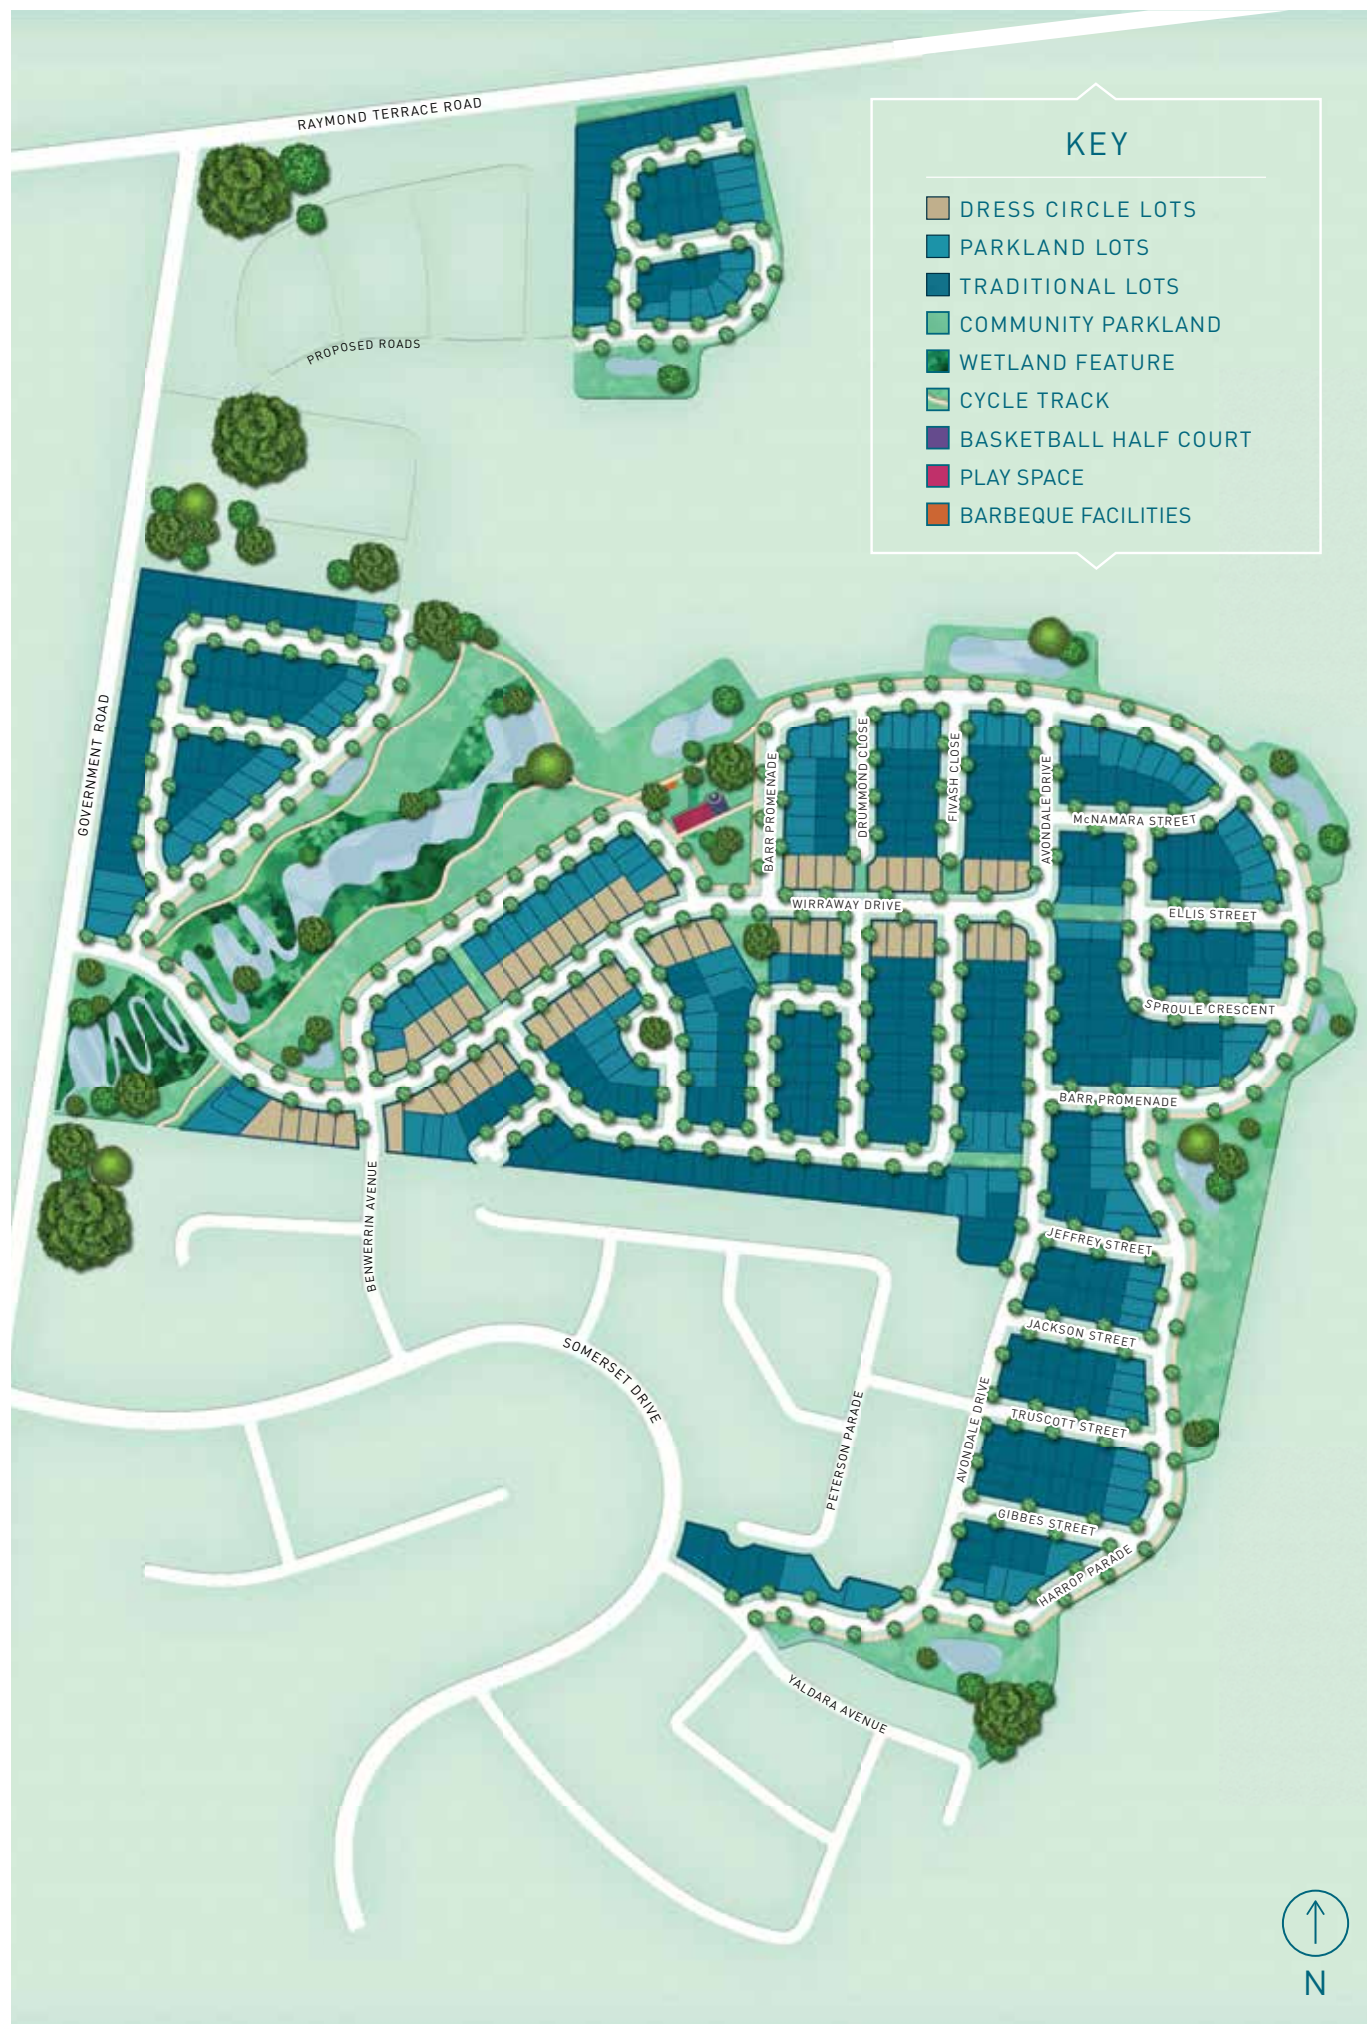 RAYMOND TERRACE ROAD
KEY
DRESS CIRCLE LOTS
PARKLAND LOTS
TRADITIONAL LOTS
COMMUNITY PARKLAND
WETLAND FEATURE
CYCLE TRACK
BASKETBALL HALF COURT
PLAY SPACE
BARBEQUE FACILITIES
PROPOSED ROADS
GOVERNMENT ROAD
BARR PROMENADE
DRUMMOND CLOSE
FIVASH CLOSE
AVONDALE DRIVE
McNAMARA STREET
WIRRAWAY DRIVE
ELLIS STREET
SPROULE CRESCENT
BARR PROMENADE
BENWERRIN AVENUE
JEFFREY STREET
JACKSON STREET
SOMERSET DRIVE
PETERSON PARADE
AVONDALE DRIVE
TRUSCOTT STREET
GIBBES STREET
HARROP PARADE
YALDARA AVENUE
N